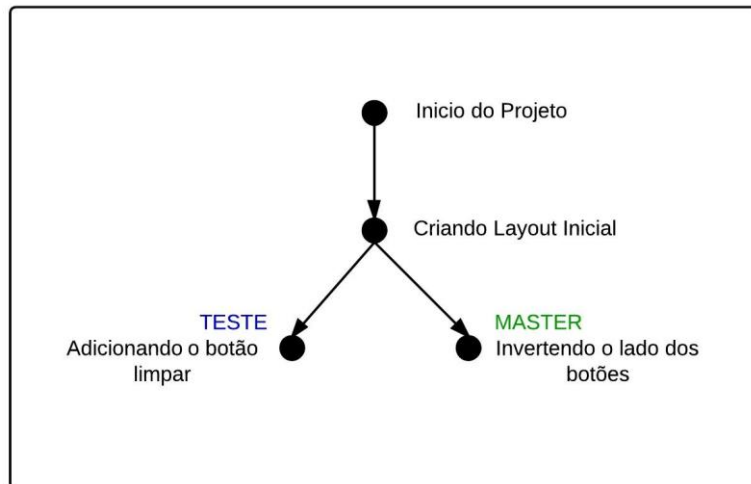 Inicio do Projeto
Criando Layout Inicial
TESTE
Adicionando o botão
limpar
MASTER
Invertendo o lado dos
botões